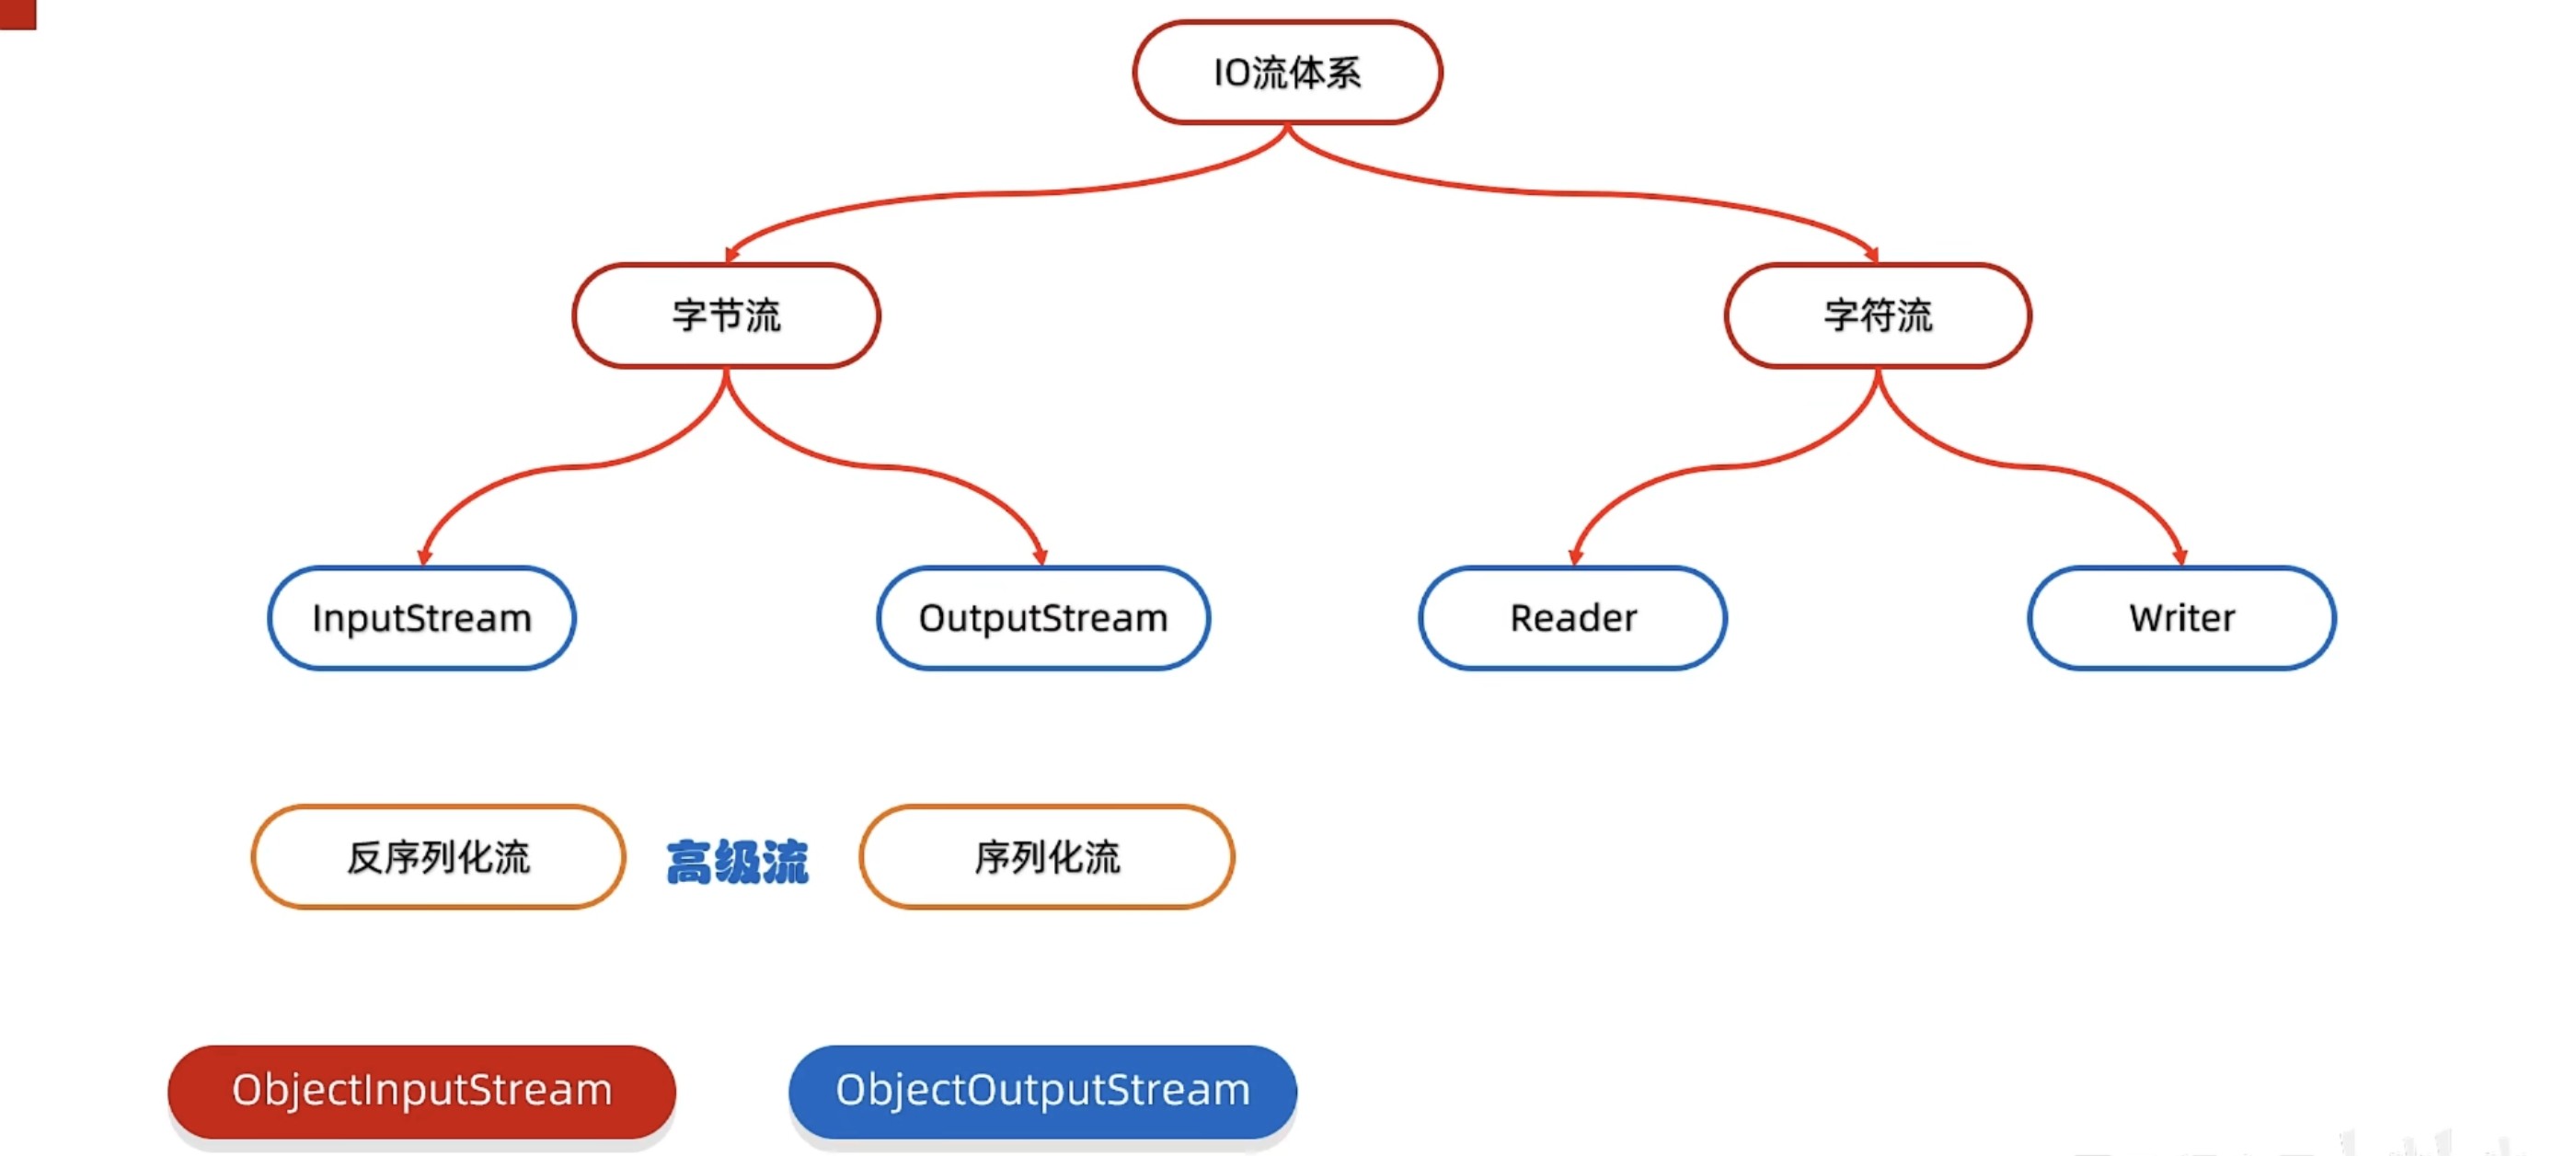 IO流体系
字节流
字符流
InputStream
OutputStream
Reader
Writer
反序列化流
高级流
序列化流
ObjectInputStream
ObjectOutputStream